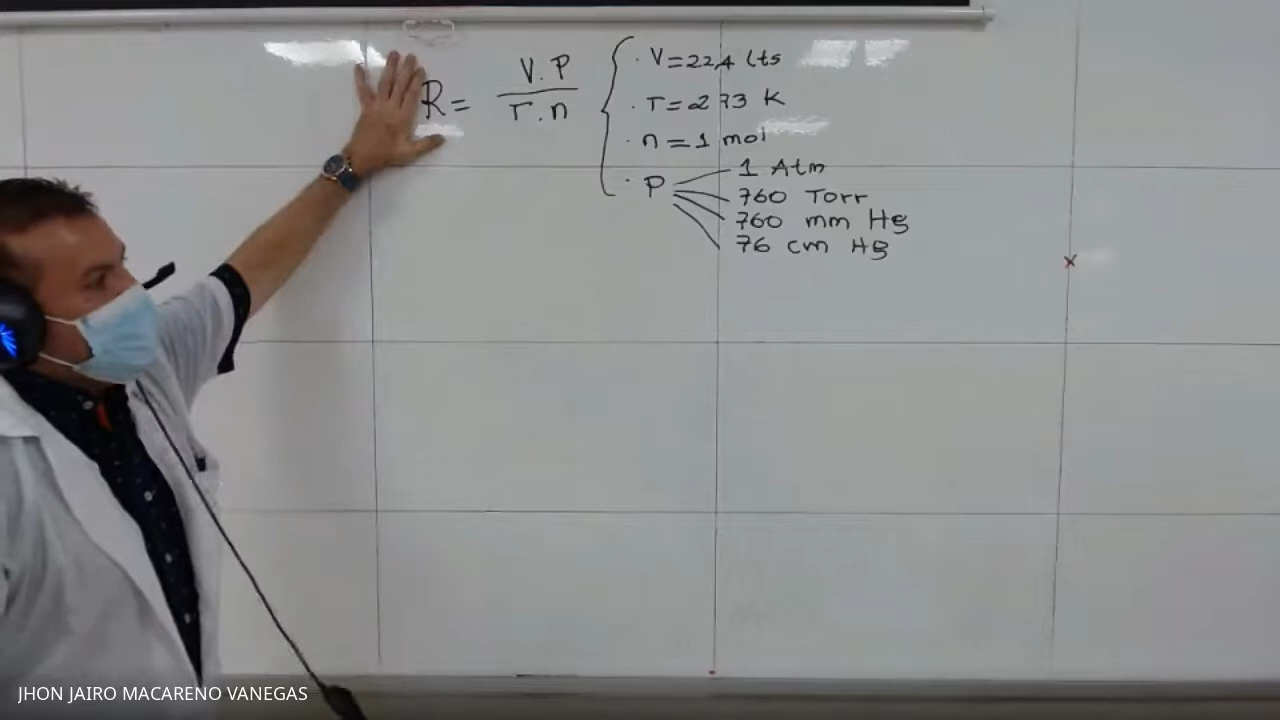 R = V.P / T.n
. V=22,4 Lts
. T=273 K
. n=1 mol
. P
1 Atm
760 Torr
760 mm Hg
76 cm Hg
x
JHON JAIRO MACARENO VANEGAS